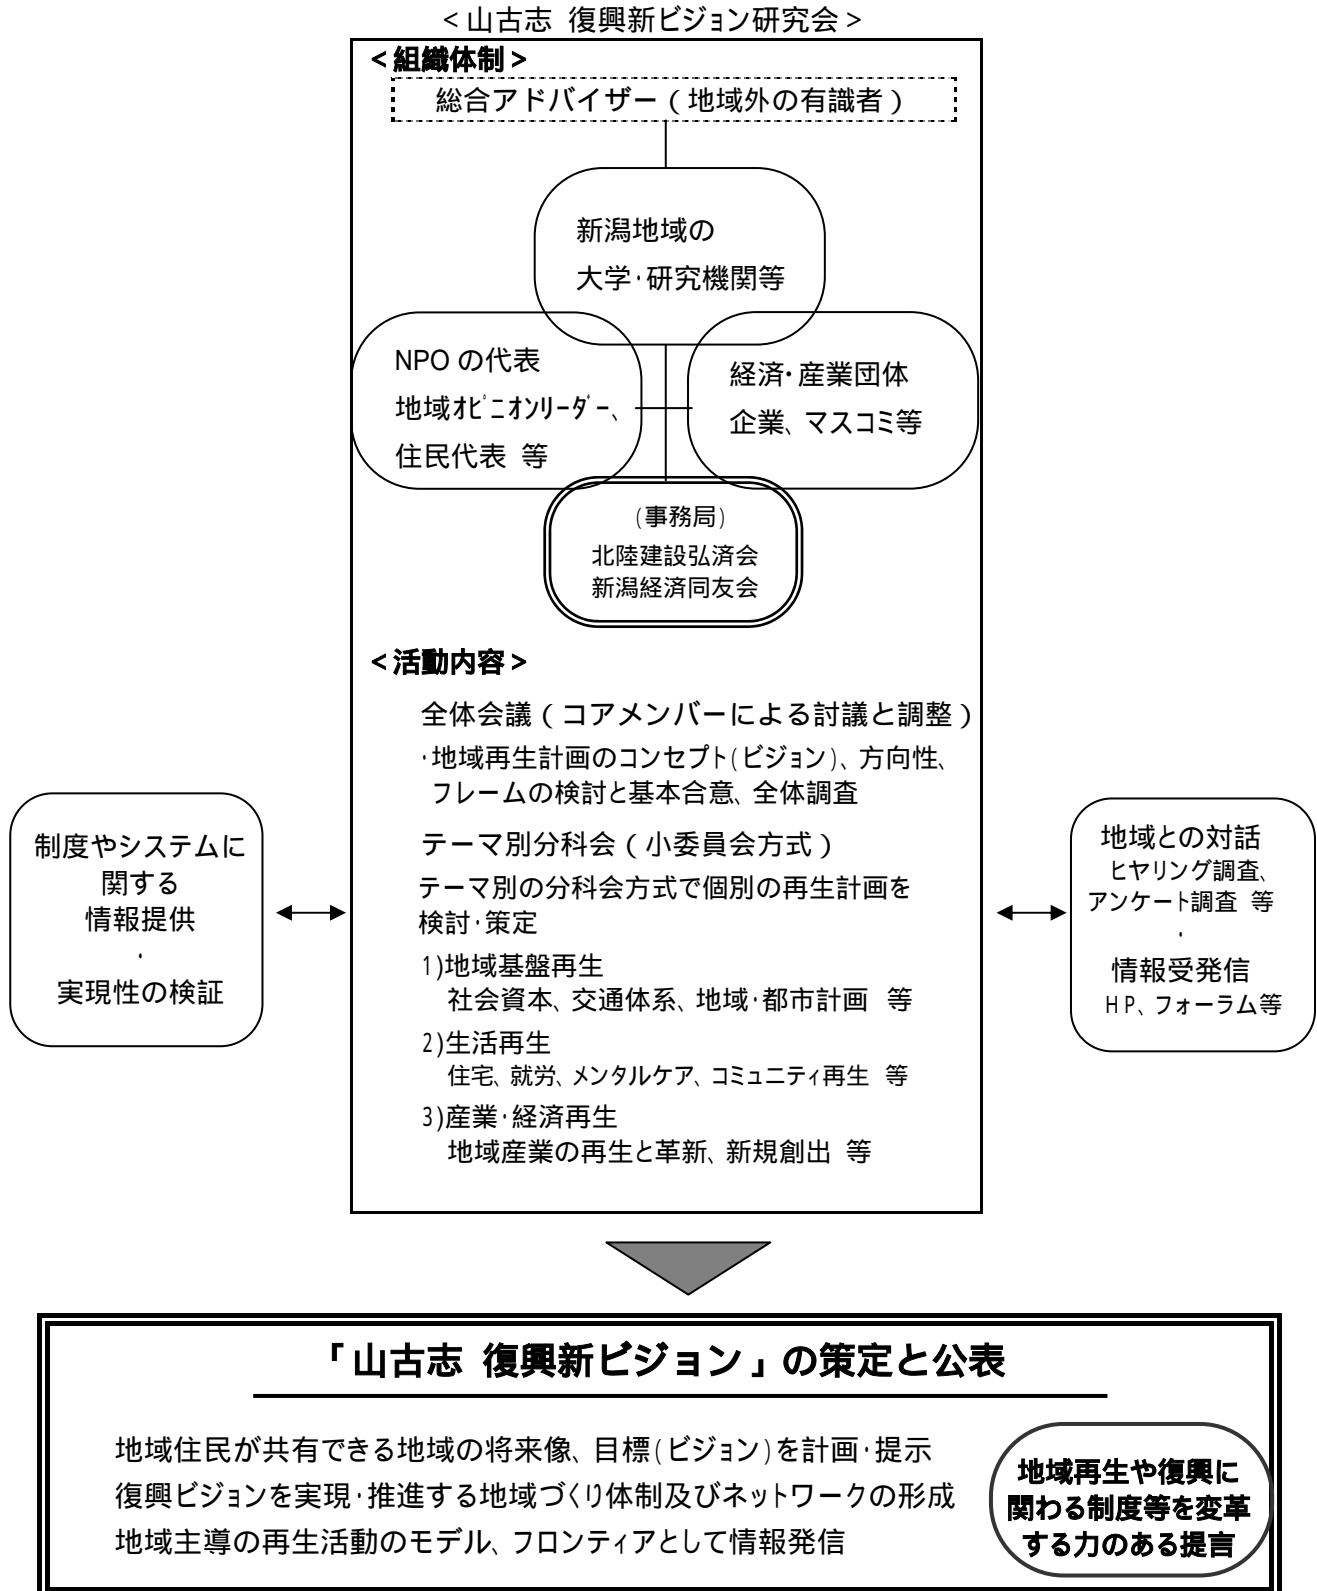 <山古志 復興新ビジョン研究会>
<組織体制>
総合アドバイザー(地域外の有識者)
新潟地域の
大学・研究機関等
NPOの代表
地域ｵﾋﾟﾆｵﾝﾘｰﾀﾞｰ、
住民代表 等
経済・産業団体
企業、マスコミ等
(事務局)
北陸建設弘済会
新潟経済同友会
<活動内容>
全体会議(コアメンバーによる討議と調整)
・地域再生計画のコンセプト(ビジョン)、方向性、
フレームの検討と基本合意、全体調査
テーマ別分科会(小委員会方式)
テーマ別の分科会方式で個別の再生計画を
検討・策定
1)地域基盤再生
社会資本、交通体系、地域・都市計画 等
2)生活再生
住宅、就労、メンタルケア、コミュニティ再生 等
3)産業・経済再生
地域産業の再生と革新、新規創出 等
制度やシステムに
関する
情報提供
・
実現性の検証
地域との対話
ヒヤリング調査、
アンケート調査 等
・
情報受発信
HP、フォーラム等
「山古志 復興新ビジョン」の策定と公表
地域住民が共有できる地域の将来像、目標(ビジョン)を計画・提示
復興ビジョンを実現・推進する地域づくり体制及びネットワークの形成
地域主導の再生活動のモデル、フロンティアとして情報発信
地域再生や復興に
関わる制度等を変革
する力のある提言